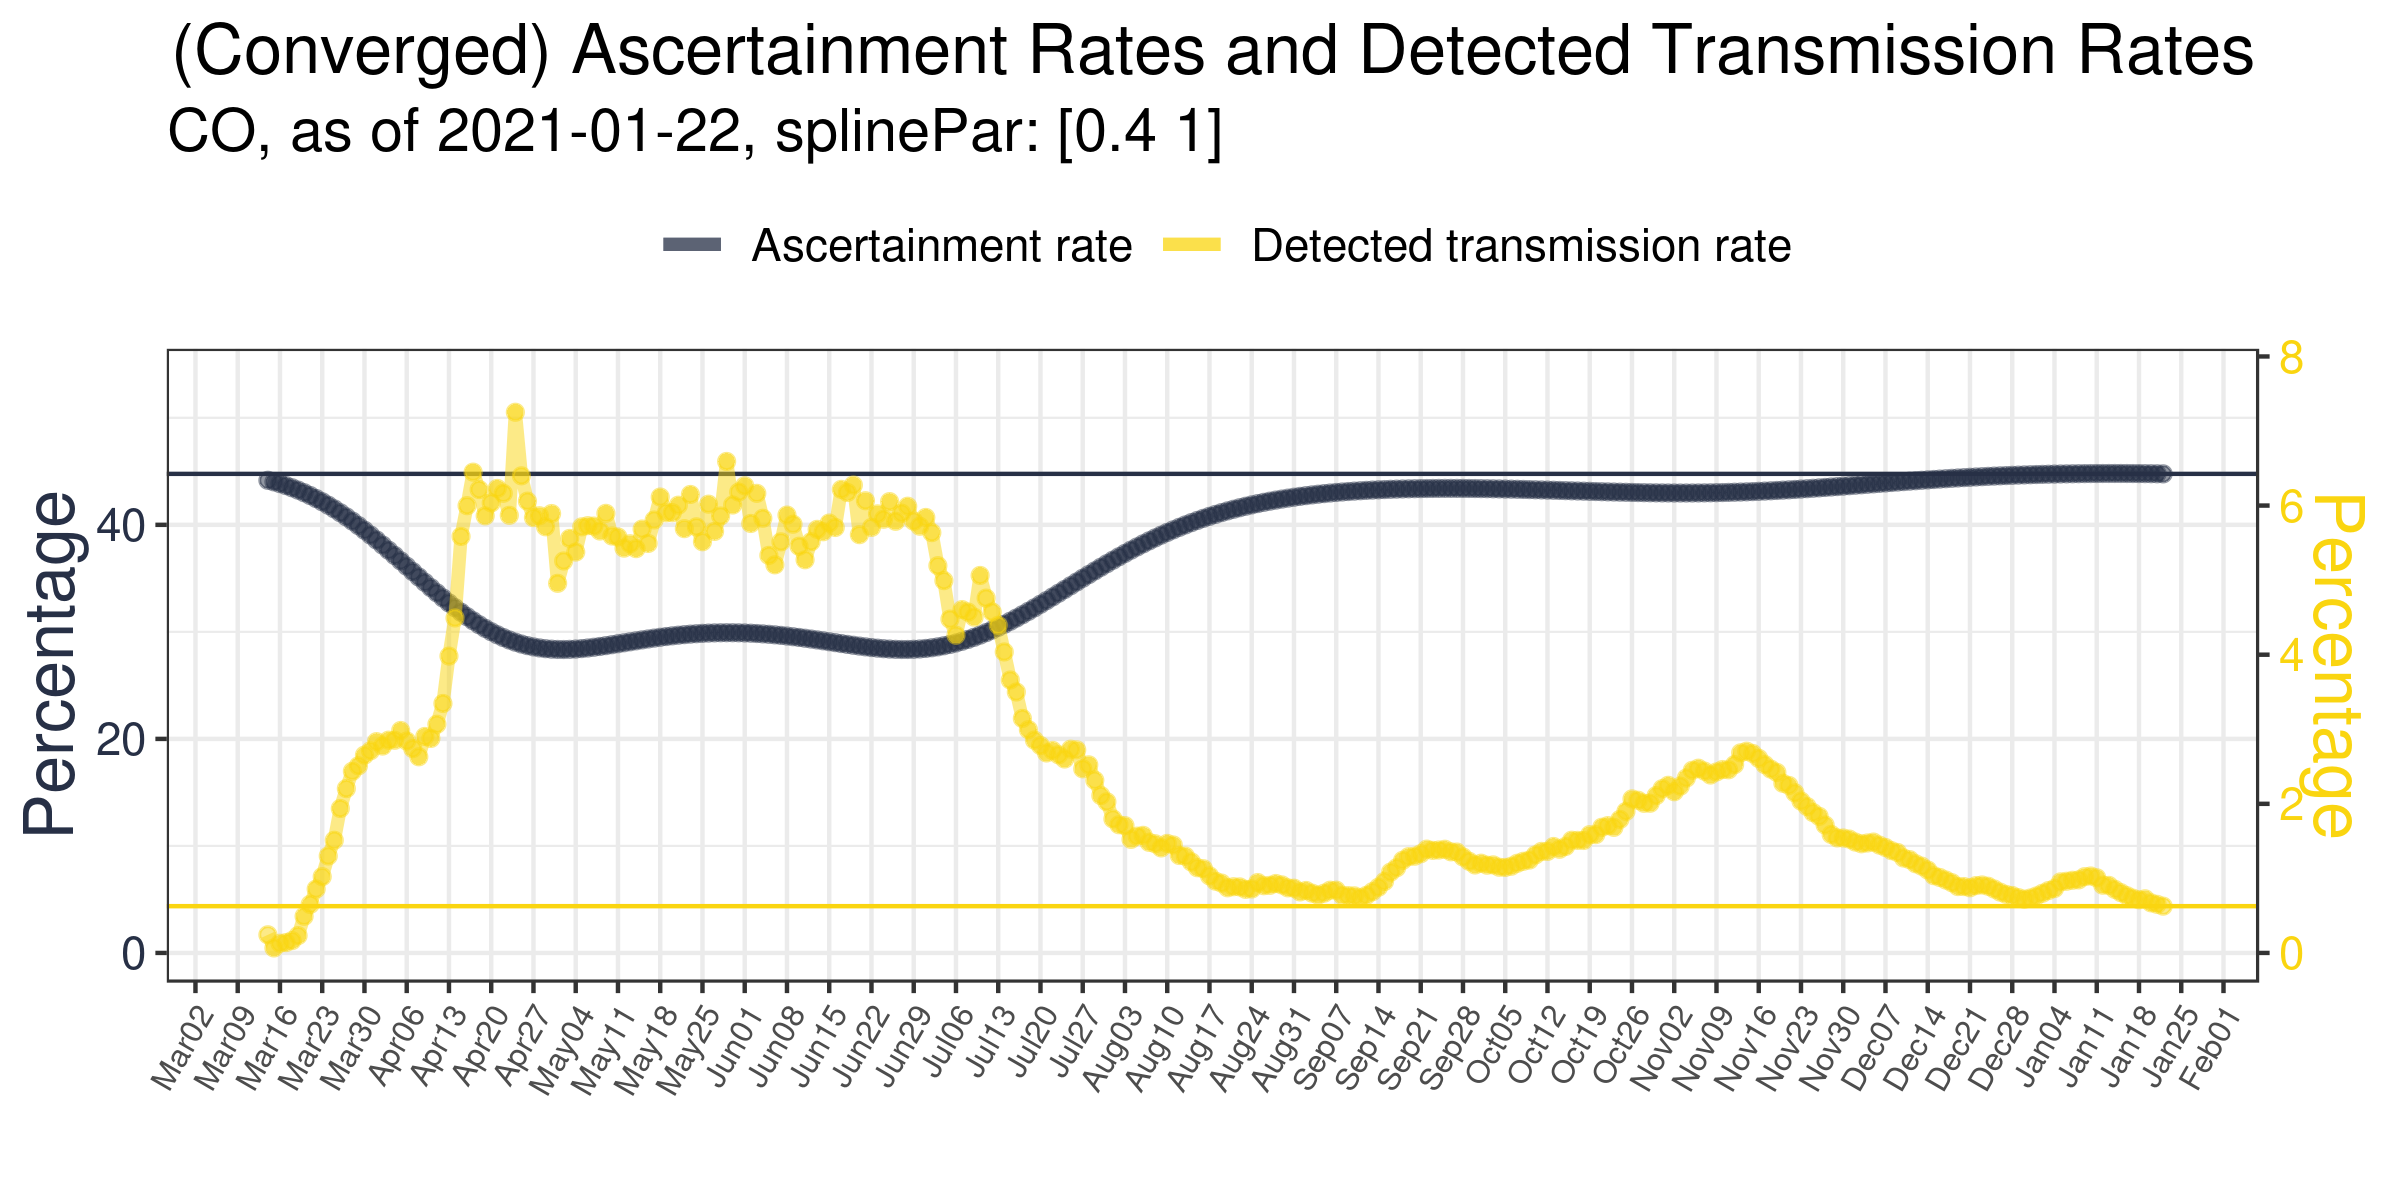 (Converged) Ascertainment Rates and Detected Transmission Rates
CO, as of 2021-01-22, splinePar: [0.4 1]
Ascertainment rate Detected transmission rate
Percentage
40
20
0
8
6
4
2
0
Percentage
Mar02 Mar09 Mar16 Mar23 Mar30 Apr06 Apr13 Apr20 Apr27 May04 May11 May18 May25 Jun01 Jun08 Jun15 Jun22 Jun29 Jul06 Jul13 Jul20 Jul27 Aug03 Aug10 Aug17 Aug24 Aug31 Sep07 Sep14 Sep21 Sep28 Oct05 Oct12 Oct19 Oct26 Nov02 Nov09 Nov16 Nov23 Nov30 Dec07 Dec14 Dec21 Dec28 Jan04 Jan11 Jan18 Jan25 Feb01